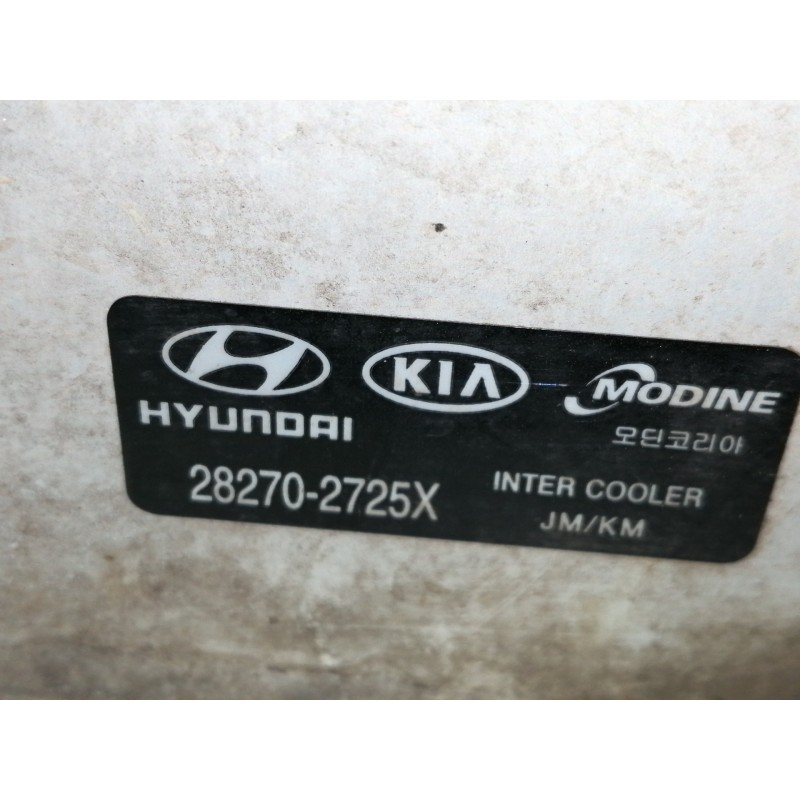 HYUNDAI KIA MODINE
모딘코리아
28270-2725X INTER COOLER
JM/KM